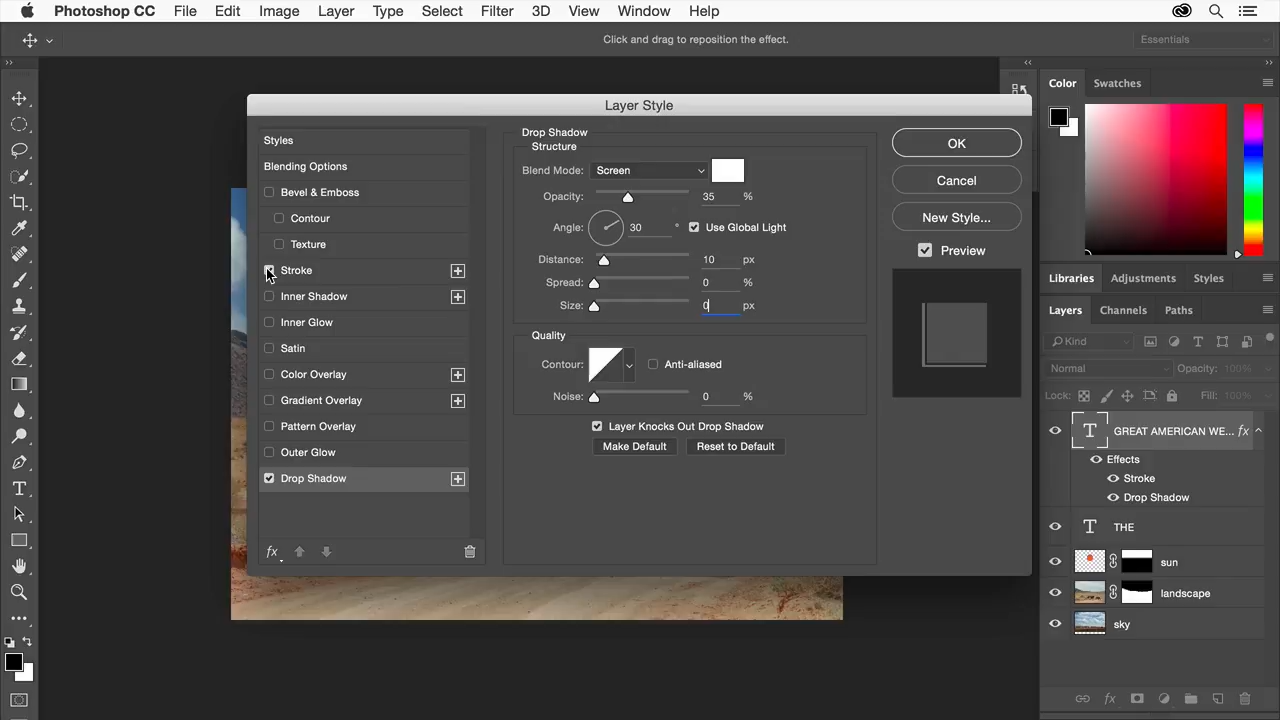 Photoshop CC File Edit Image Layer Type Select Filter 3D View Window Help
Click and drag to reposition the effect.
Essentials
Color Swatches
Layer Style
Styles
Blending Options
Bevel & Emboss
Contour
Texture
Stroke
Inner Shadow
Inner Glow
Satin
Color Overlay
Gradient Overlay
Pattern Overlay
Outer Glow
Drop Shadow
fx
Drop Shadow
Structure
Blend Mode: Screen
Opacity: 35 %
Angle: 30 ° Use Global Light
Distance: 10 px
Spread: 0 %
Size: 0 px
Quality
Contour: Anti-aliased
Noise: 0 %
Layer Knocks Out Drop Shadow
Make Default Reset to Default
OK
Cancel
New Style...
Preview
Libraries Adjustments Styles
Layers Channels Paths
Kind
Normal Opacity: 100%
Lock: Fill: 100%
T GREAT AMERICAN WE... fx
Effects
Stroke
Drop Shadow
T THE
sun
landscape
sky
fx